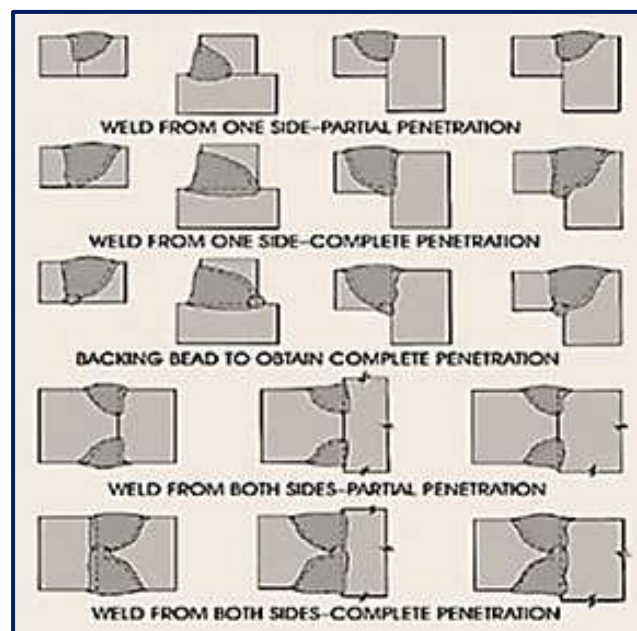 WELD FROM ONE SIDE-PARTIAL PENETRATION
WELD FROM ONE SIDE-COMPLETE PENETRATION
BACKING BEAD TO OBTAIN COMPLETE PENETRATION
WELD FROM BOTH SIDES-PARTIAL PENETRATION
WELD FROM BOTH SIDES-COMPLETE PENETRATION